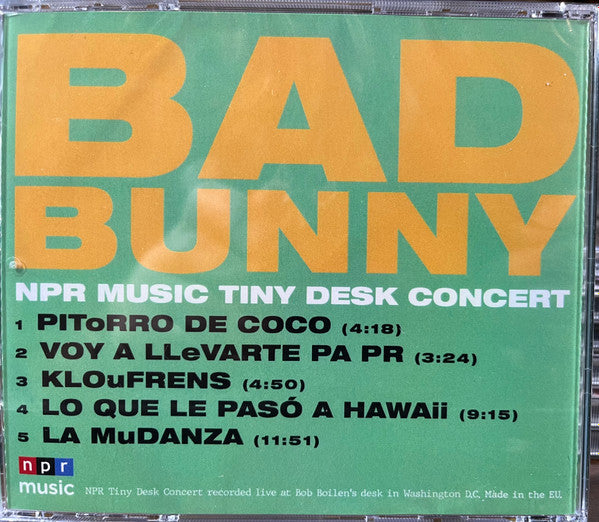 BAD
BUNNY
NPR MUSIC TINY DESK CONCERT
1 PIToRRO DE COCO (4:18)
2 VOY A LLeVARTE PA PR (3:24)
3 KLOuFRENS (4:50)
4 LO QUE LE PASÓ A HAWAii (9:15)
5 LA MuDANZA (11:51)
npr
music
NPR Tiny Desk Concert recorded live at Bob Boilen's desk in Washington D.C. Made in the EU.